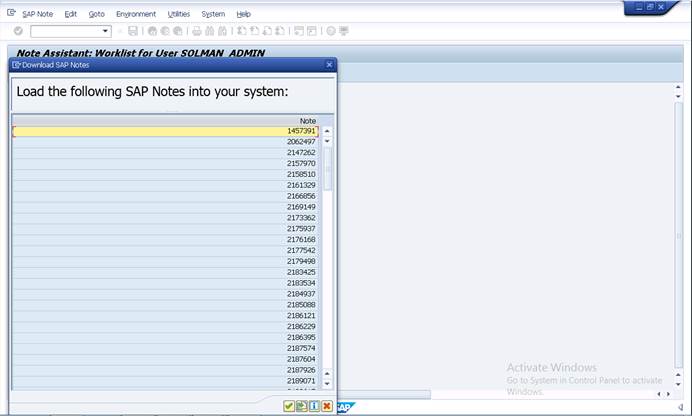 SAP Note Edit Goto Environment Utilities System Help
Note Assistant: Worklist for User SOLMAN_ADMIN
Download SAP Notes
Load the following SAP Notes into your system:
Note
1457391
2062497
2147262
2157970
2158510
2161329
2166856
2169149
2173362
2175937
2176168
2177542
2179498
2183425
2183534
2184937
2185088
2186121
2186229
2186395
2187574
2187604
2187926
2189071
Activate Windows
Go to System in Control Panel to activate
Windows.
SAP